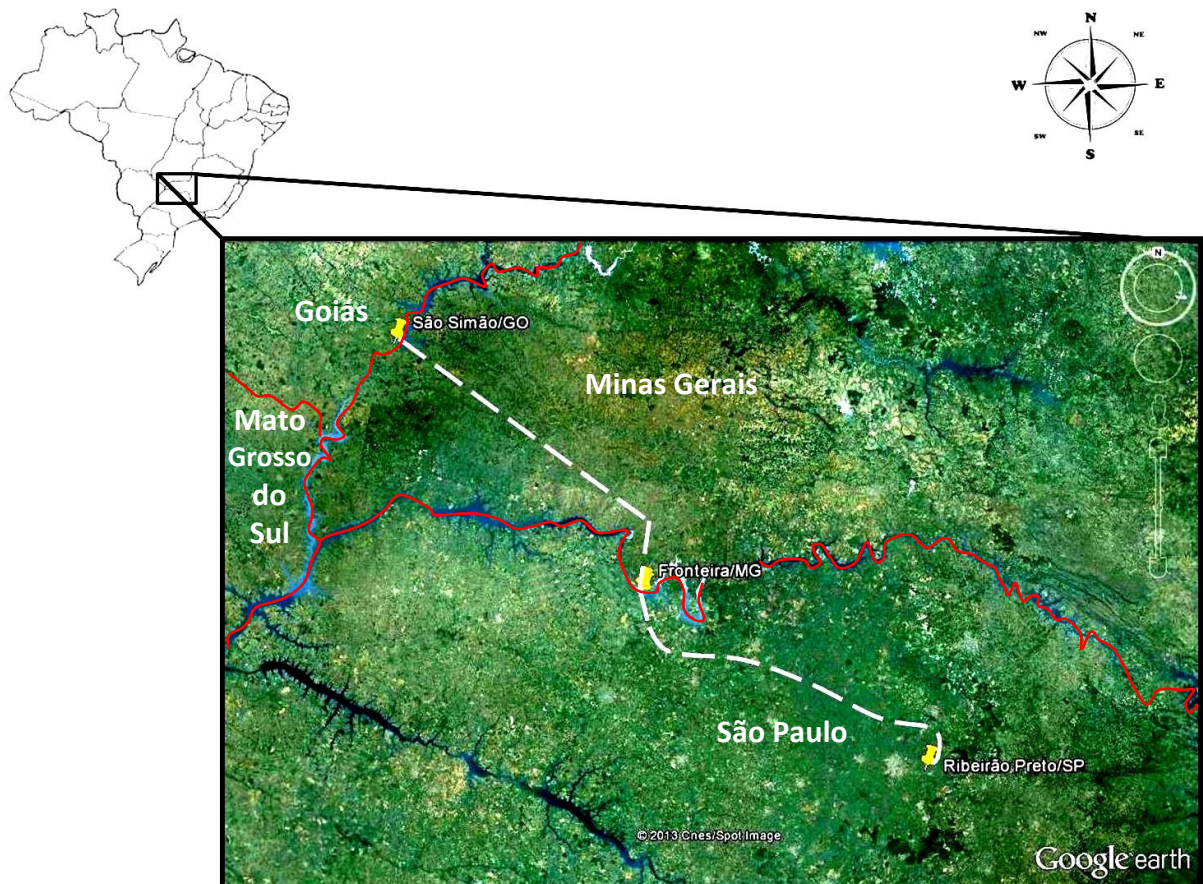 N
NW
NE
W
E
SW
SE
S
N
Goiás
São Simão/GO
Minas Gerais
Mato
Grosso
do
Sul
Fronteira/MG
São Paulo
Ribeirão Preto/SP
© 2013 Cnes/Spot Image
Google earth